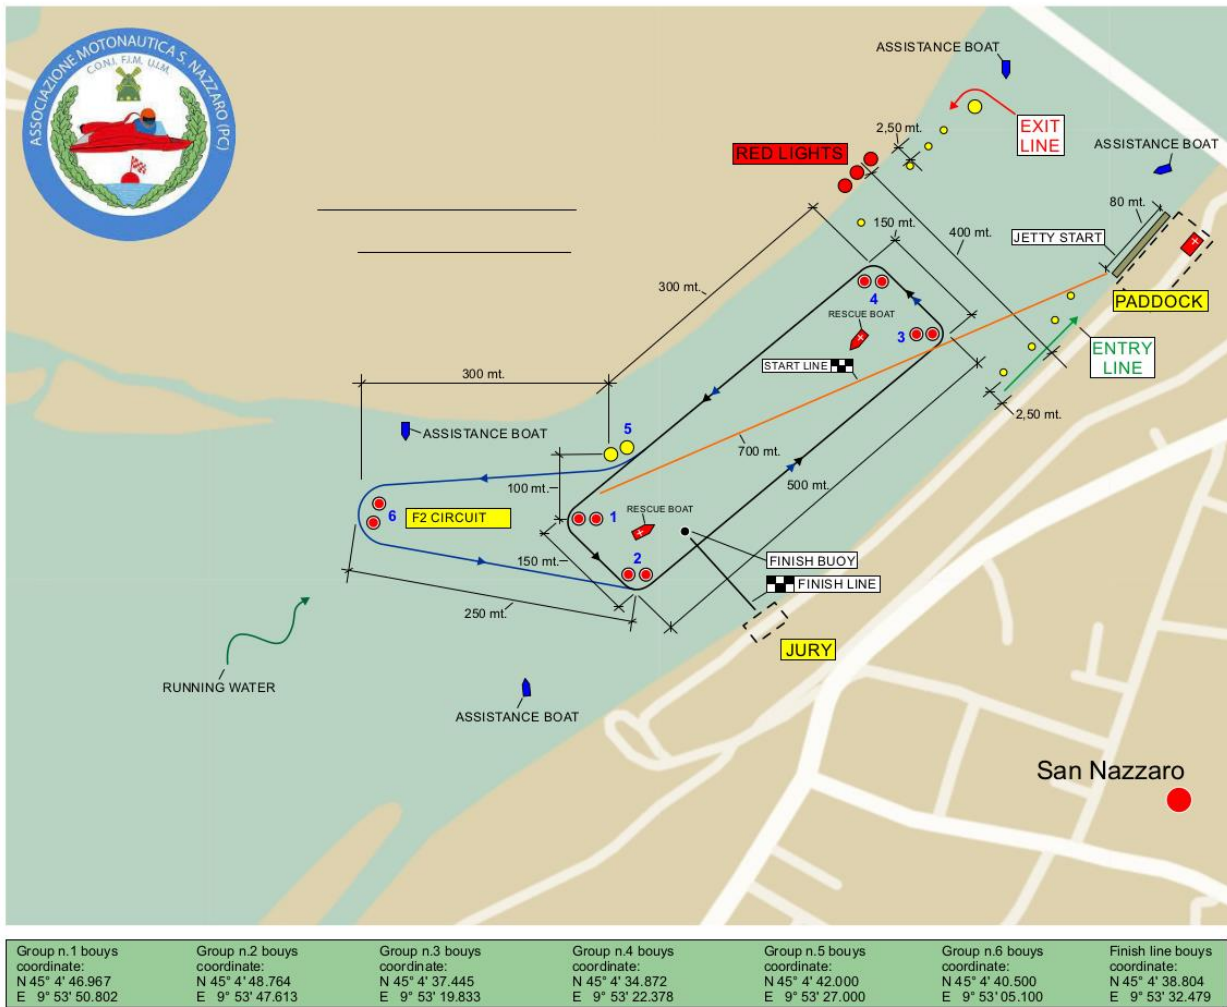 ASSOCIAZIONE MOTONAUTICA S. NAZZARO (PC)
C.O.N.I. F.I.M. U.I.M.
ASSISTANCE BOAT
EXIT
LINE
2,50 mt.
RED LIGHTS
ASSISTANCE BOAT
80 mt.
150 mt.
400 mt.
JETTY START
300 mt.
4
RESCUE BOAT
3
PADDOCK
START LINE
ENTRY
LINE
300 mt.
2,50 mt.
5
ASSISTANCE BOAT
700 mt.
100 mt.
500 mt.
6
F2 CIRCUIT
1
RESCUE BOAT
2
150 mt.
FINISH BUOY
FINISH LINE
250 mt.
JURY
RUNNING WATER
ASSISTANCE BOAT
San Nazzaro
Group n.1 bouys
coordinate:
N 45° 4' 46.967
E 9° 53' 50.802
Group n.2 bouys
coordinate:
N 45° 4' 48.764
E 9° 53' 47.613
Group n.3 bouys
coordinate:
N 45° 4' 37.445
E 9° 53' 19.833
Group n.4 bouys
coordinate:
N 45° 4' 34.872
E 9° 53' 22.378
Group n.5 bouys
coordinate:
N 45° 4' 42.000
E 9° 53' 27.000
Group n.6 bouys
coordinate:
N 45° 4' 40.500
E 9° 53' 05.100
Finish line bouys
coordinate:
N 45° 4' 38.804
E 9° 53' 32.479